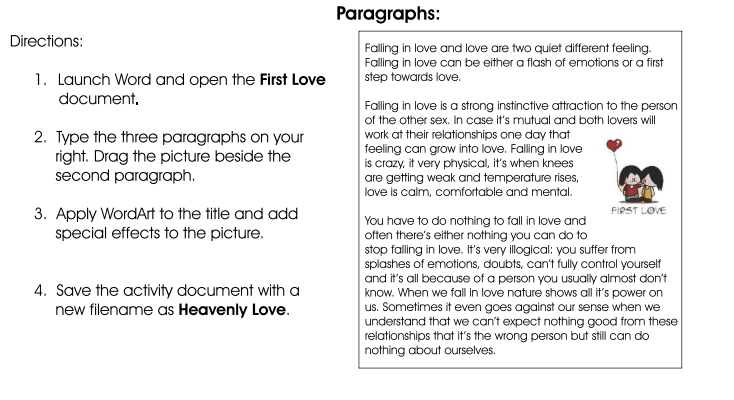 Paragraphs:
Directions:
1. Launch Word and open the First Love
document.
2. Type the three paragraphs on your
right. Drag the picture beside the
second paragraph.
3. Apply WordArt to the title and add
special effects to the picture.
4. Save the activity document with a
new filename as Heavenly Love.
Falling in love and love are two quiet different feeling.
Falling in love can be either a flash of emotions or a first
step towards love.
Falling in love is a strong instinctive attraction to the person
of the other sex. In case it's mutual and both lovers will
work at their relationships one day that
feeling can grow into love. Falling in love
is crazy, it very physical, it's when knees
are getting weak and temperature rises,
love is calm, comfortable and mental.
FIRST LOVE
You have to do nothing to fall in love and
often there's either nothing you can do to
stop falling in love. It's very illogical: you suffer from
splashes of emotions, doubts, can't fully control yourself
and it's all because of a person you usually almost don't
know. When we fall in love nature shows all it's power on
us. Sometimes it even goes against our sense when we
understand that we can't expect nothing good from these
relationships that it's the wrong person but still can do
nothing about ourselves.